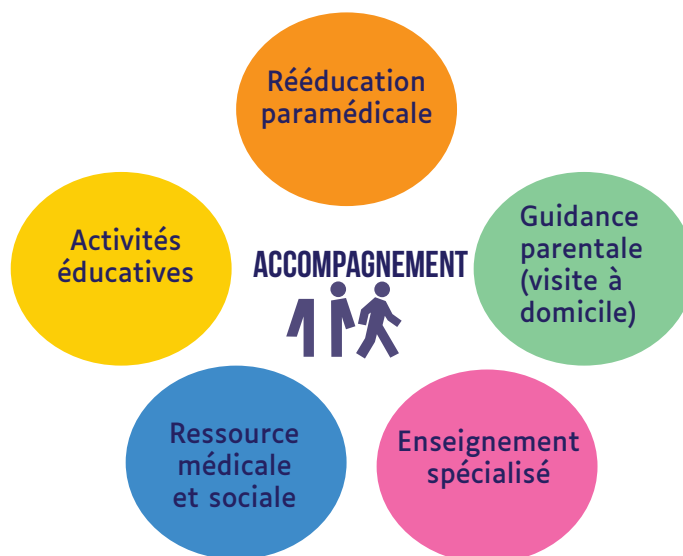 Rééducation
paramédicale
Activités
éducatives
ACCOMPAGNEMENT
Guidance
parentale
(visite à
domicile)
Ressource
médicale
et sociale
Enseignement
spécialisé